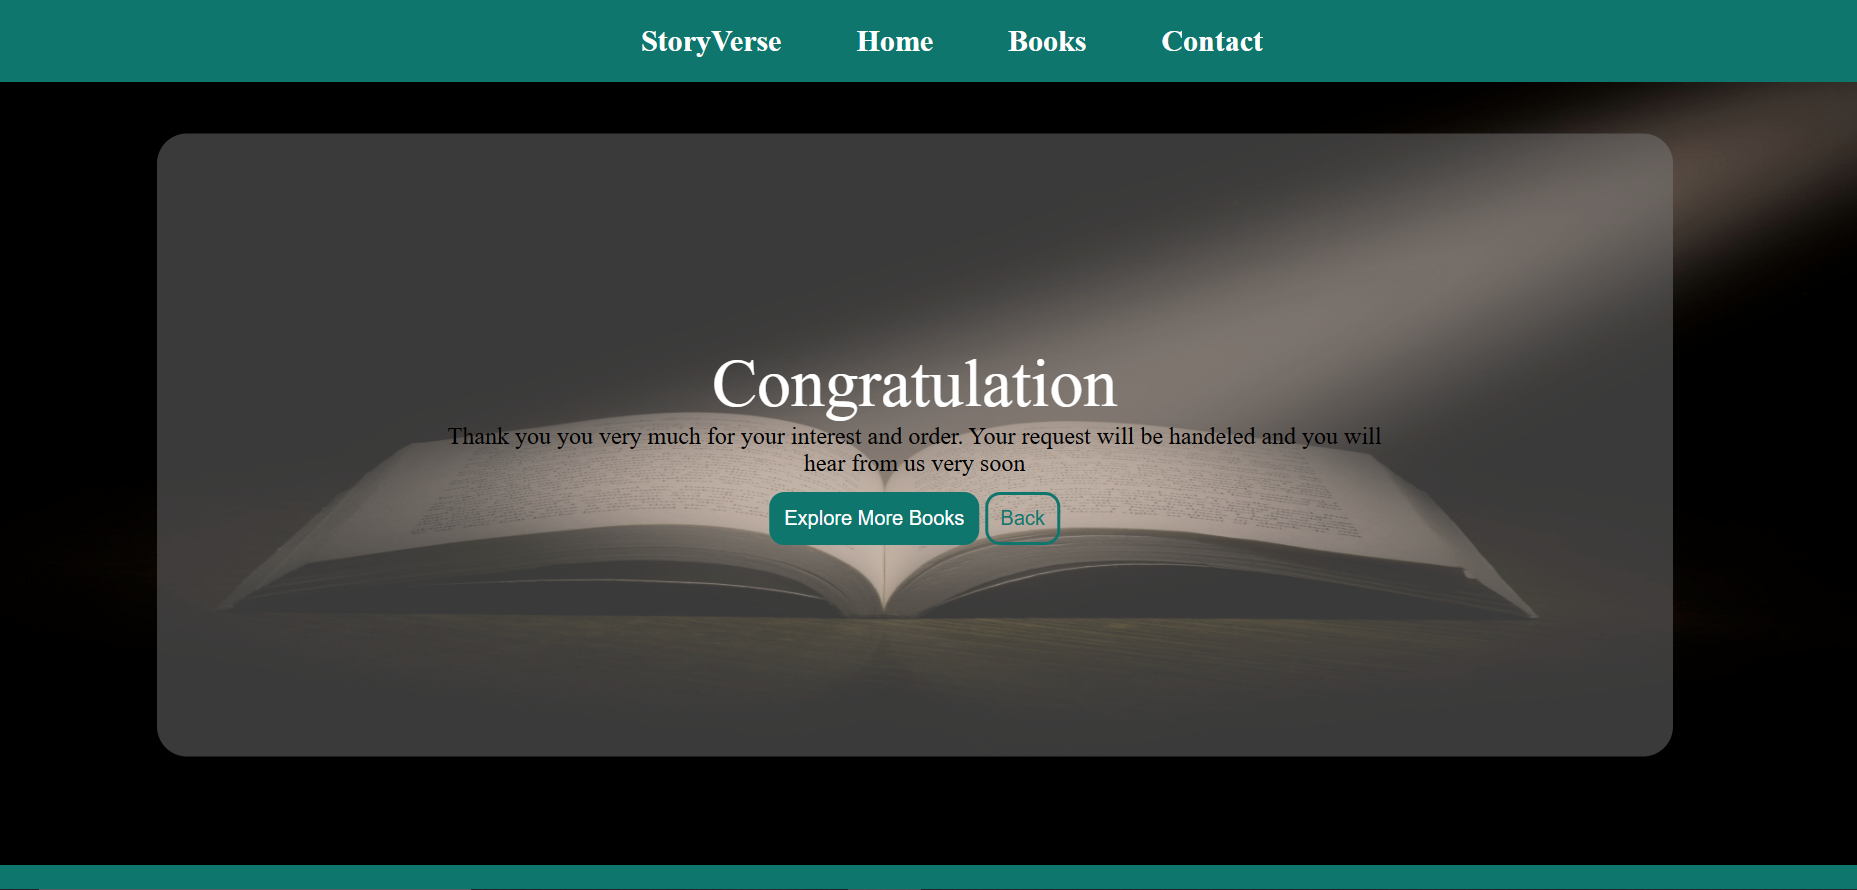 StoryVerse Home Books Contact
Congratulation
Thank you you very much for your interest and order. Your request will be handeled and you will
hear from us very soon
Explore More Books Back